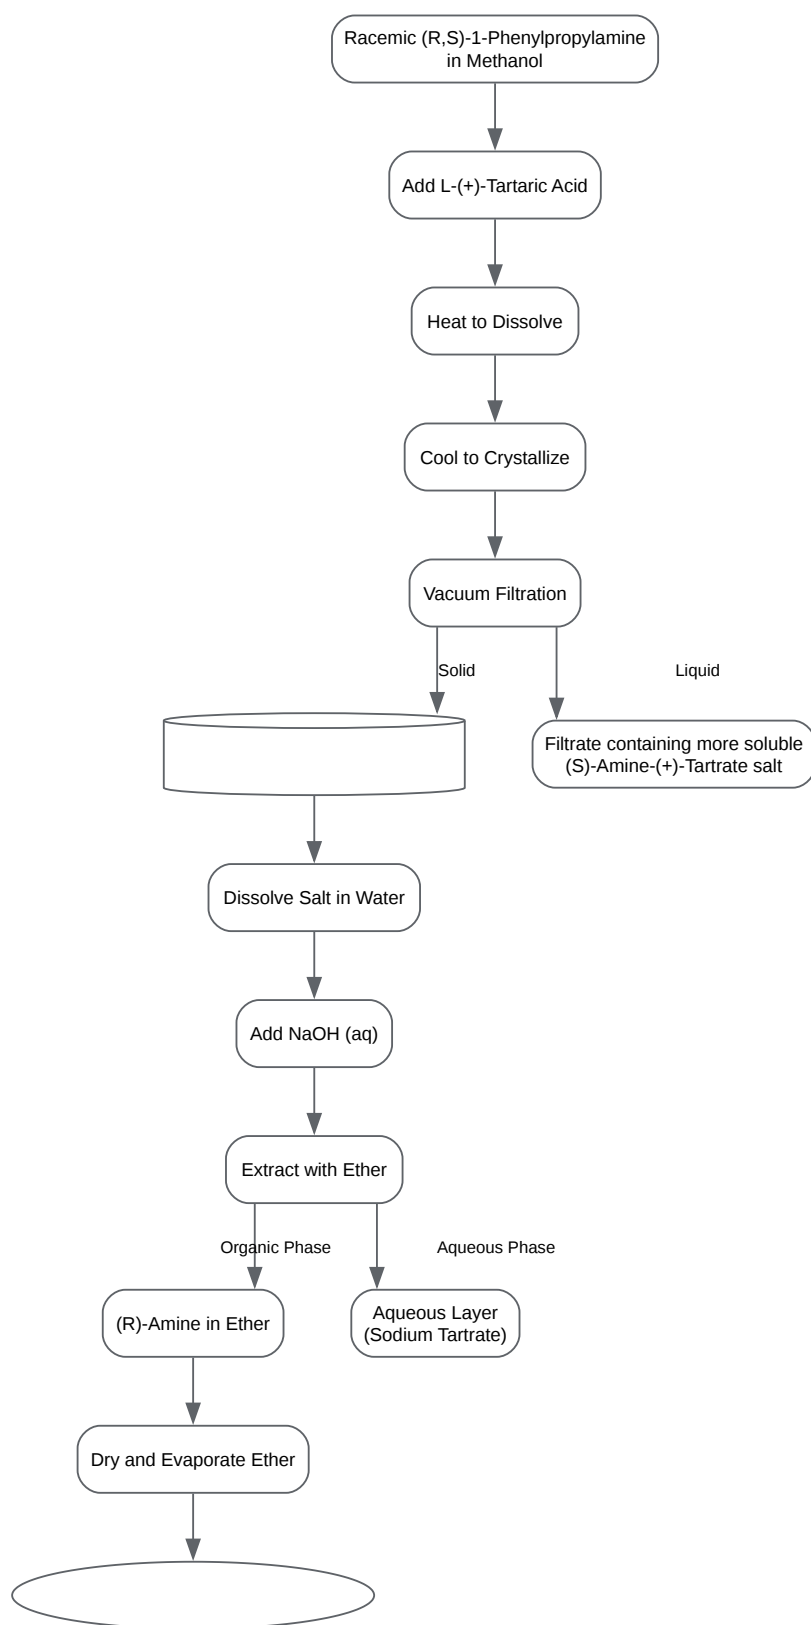 Racemic (R,S)-1-Phenylpropylamine
in Methanol
Add L-(+)-Tartaric Acid
Heat to Dissolve
Cool to Crystallize
Vacuum Filtration
Solid
Liquid
Filtrate containing more soluble
(S)-Amine-(+)-Tartrate salt
Dissolve Salt in Water
Add NaOH (aq)
Extract with Ether
Organic Phase
Aqueous Phase
(R)-Amine in Ether
Aqueous Layer
(Sodium Tartrate)
Dry and Evaporate Ether